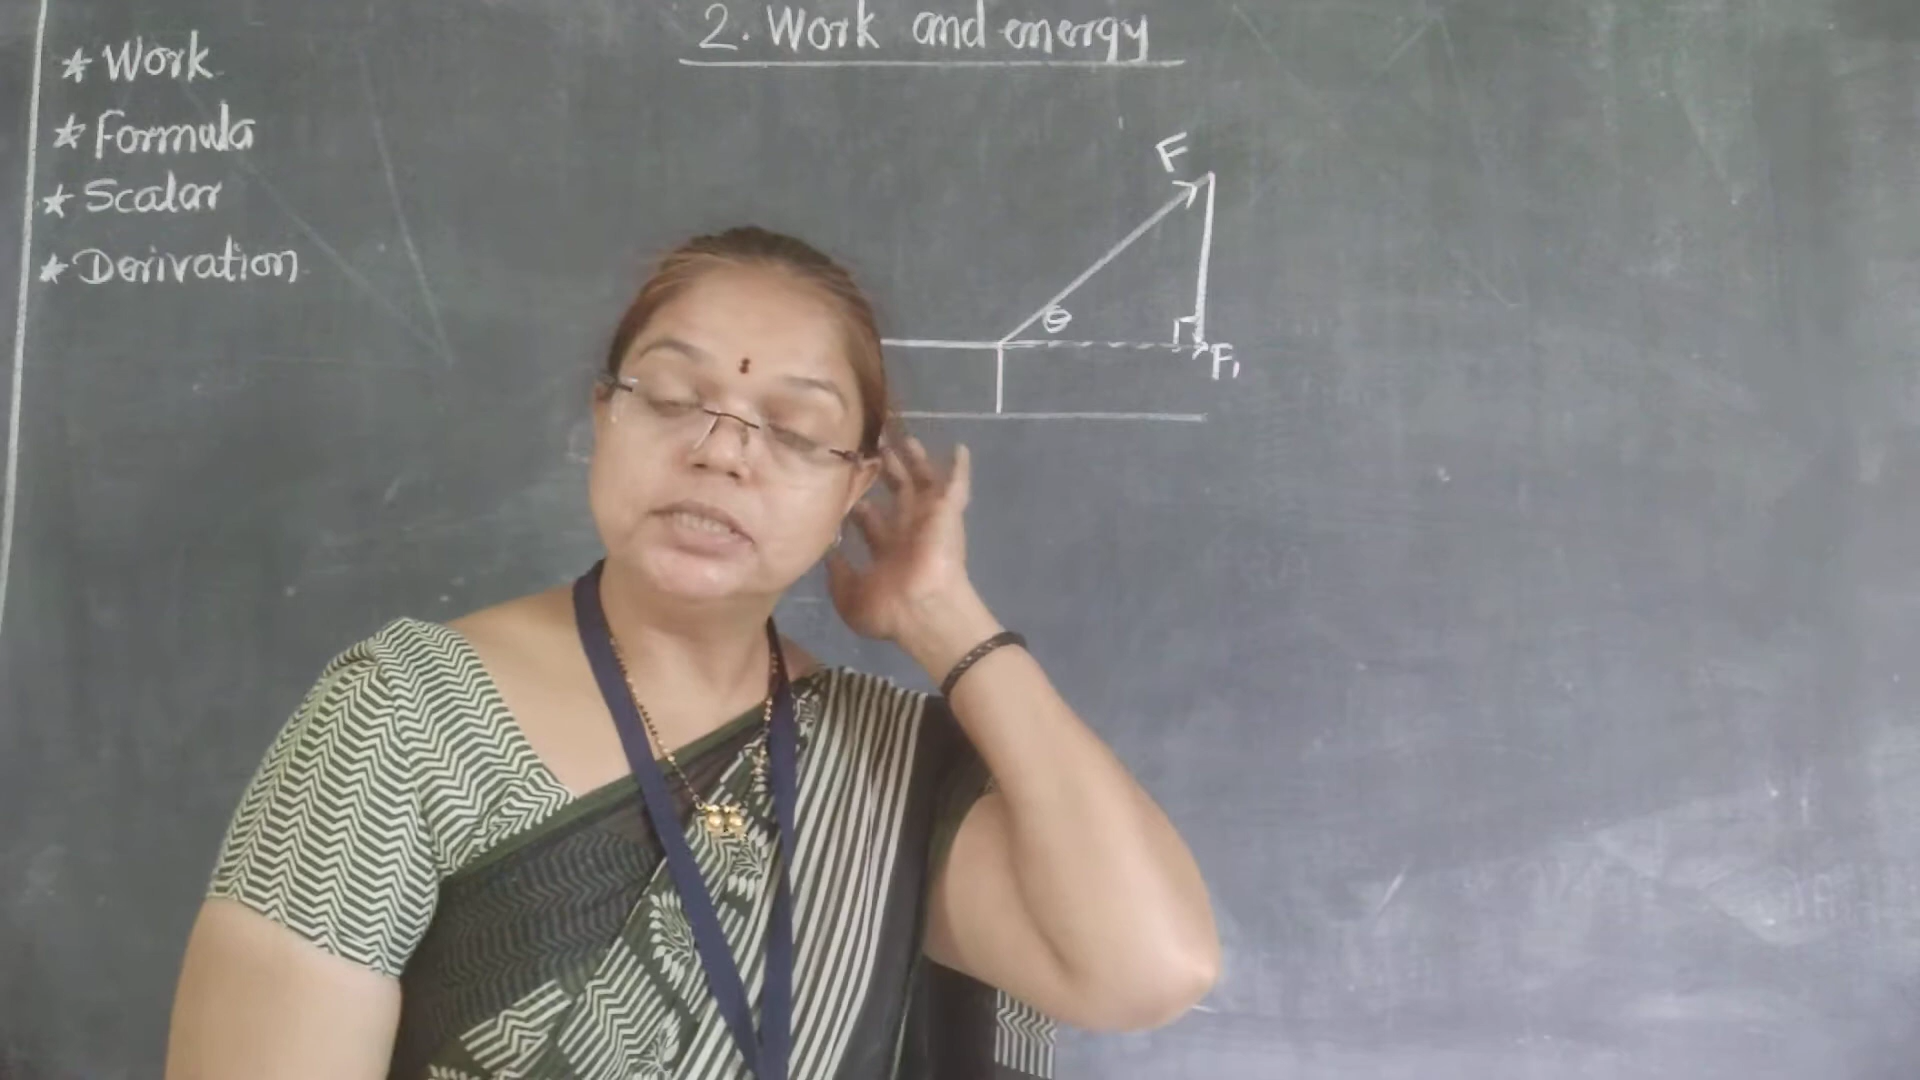 2. Work and energy
★ Work
★ Formula
★ Scalar
★ Derivation
F
θ
F₁